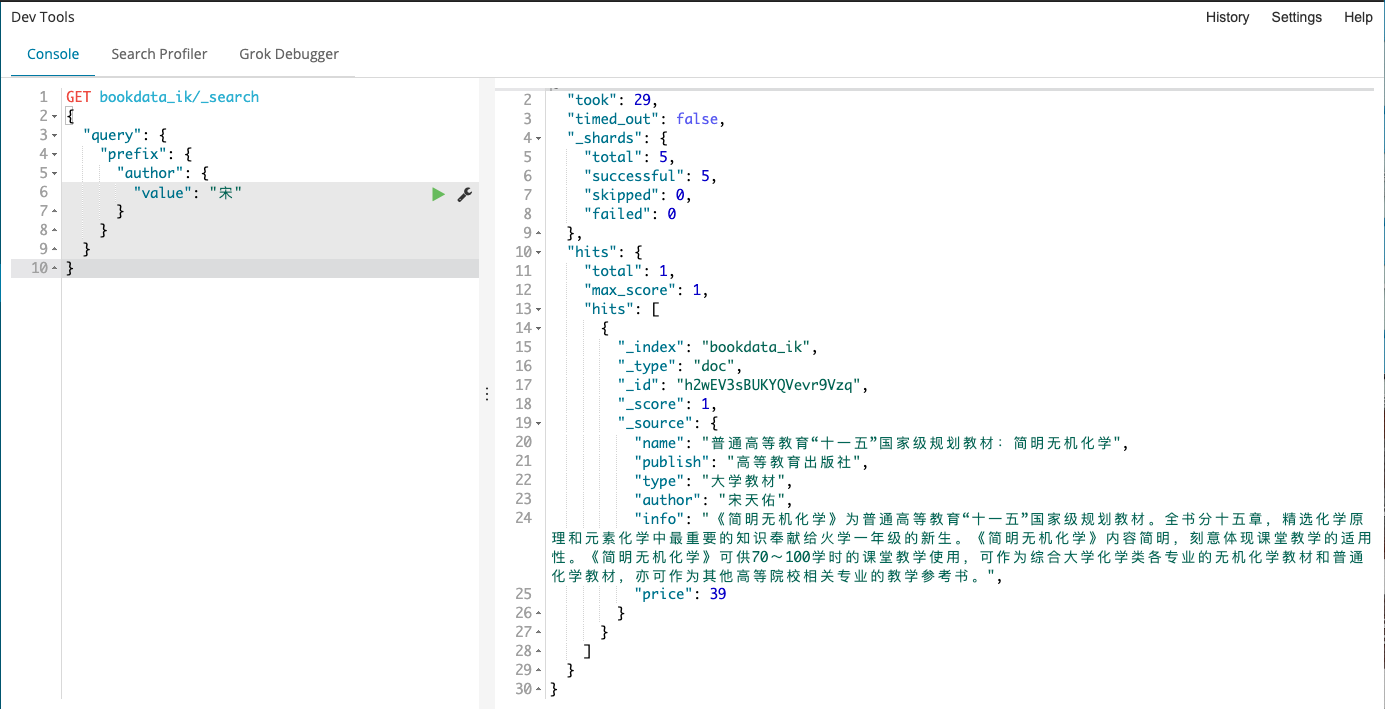 Dev Tools
History Settings Help
Console Search Profiler Grok Debugger
1 GET bookdata_ik/_search
2 {
3 "query": {
4 "prefix": {
5 "author": {
6 "value": "宋"
7 }
8 }
9 }
10 }
2 "took": 29,
3 "timed_out": false,
4 "_shards": {
5 "total": 5,
6 "successful": 5,
7 "skipped": 0,
8 "failed": 0
9 },
10 "hits": {
11 "total": 1,
12 "max_score": 1,
13 "hits": [
14 {
15 "_index": "bookdata_ik",
16 "_type": "doc",
17 "_id": "h2wEV3sBUKYQVevr9Vzq",
18 "_score": 1,
19 "_source": {
20 "name": "普通高等教育“十一五”国家级规划教材：简明无机化学",
21 "publish": "高等教育出版社",
22 "type": "大学教材",
23 "author": "宋天佑",
24 "info": "《简明无机化学》为普通高等教育“十一五”国家级规划教材。全书分十五章，精选化学原
理和元素化学中最重要的知识奉献给火学一年级的新生。《简明无机化学》内容简明，刻意体现课堂教学的适用
性。《简明无机化学》可供70～100学时的课堂教学使用，可作为综合大学化学类各专业的无机化学教材和普通
化学教材，亦可作为其他高等院校相关专业的教学参考书。",
25 "price": 39
26 }
27 }
28 ]
29 }
30 }